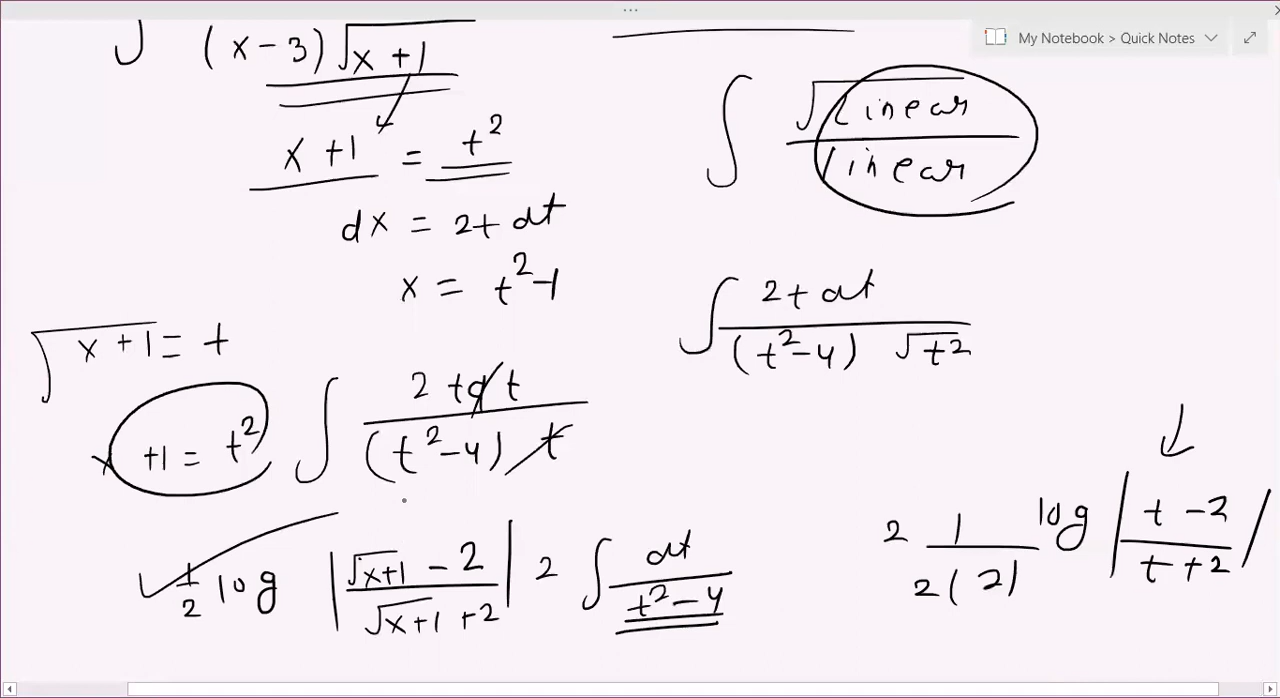 My Notebook > Quick Notes
∫ (x-3)√x+1
x+1 = t²
dx = 2t dt
x = t²-1
∫ √linear / linear
∫ 2t dt / (t²-4) √t²
√x+1 = t
x+1 = t²
∫ 2 t dt / (t²-4) t
1/2 log |√x+1 - 2 / √x+1 + 2|
2 ∫ dt / t²-4
2 1/2(2) log |t-2 / t+2|